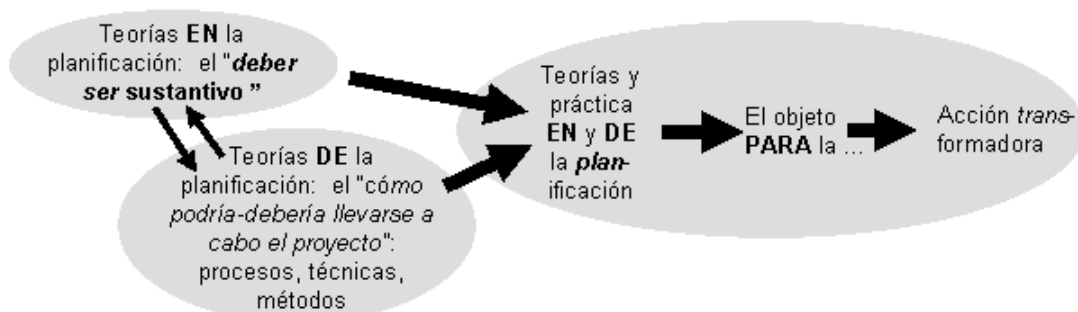 Teorías EN la
planificación: el "deber
ser sustantivo ”
Teorías DE la
planificación: el "cómo
podría-debería llevarse a
cabo el proyecto":
procesos, técnicas,
métodos
Teorías y
práctica
EN y DE
la plan-
ificación
El objeto
PARA la ...
Acción trans-
formadora